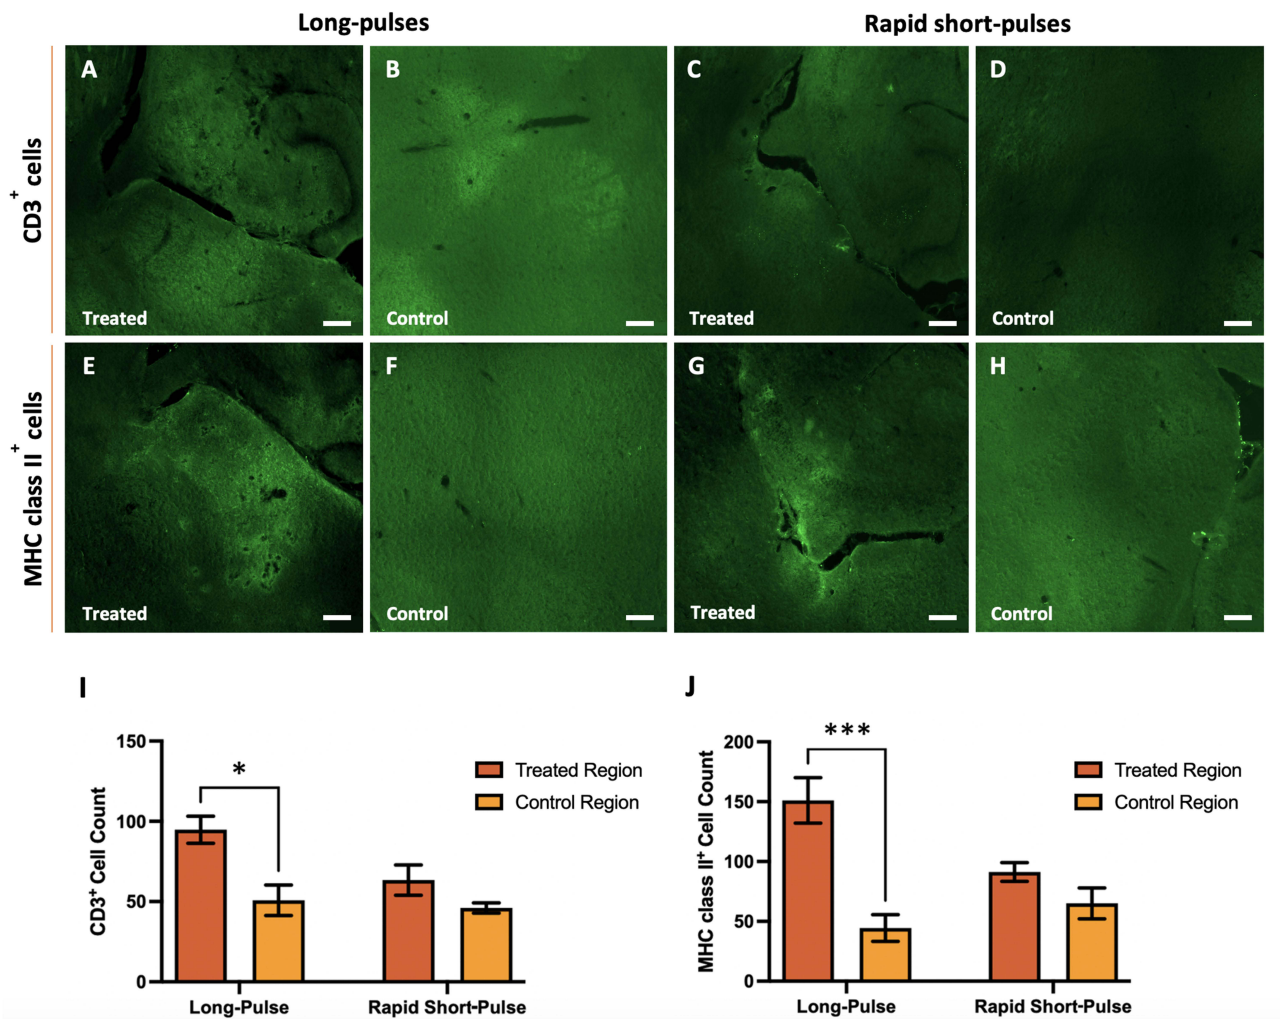 Long-pulses
Rapid short-pulses
CD3+ cells
A
Treated
B
Control
C
Treated
D
Control
MHC class II+ cells
E
Treated
F
Control
G
Treated
H
Control
I
CD3+ Cell Count
150
100
50
0
*
Treated Region
Control Region
Long-Pulse
Rapid Short-Pulse
J
MHC class II+ Cell Count
200
150
100
50
0
***
Treated Region
Control Region
Long-Pulse
Rapid Short-Pulse